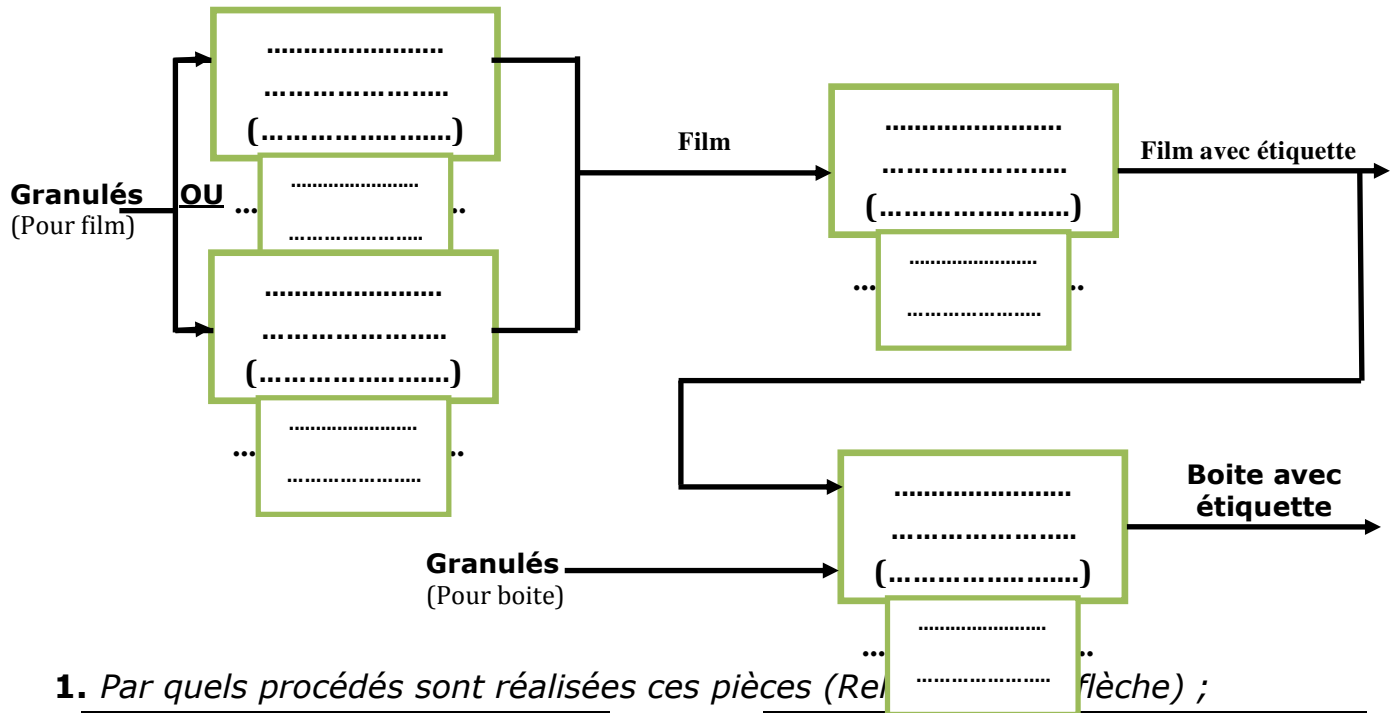 ........................
........................
(........................)
........................
........................
Granulés
(Pour film)
OU
........................
........................
(........................)
........................
........................
Film
........................
........................
(........................)
........................
........................
Film avec étiquette
Granulés
(Pour boite)
........................
........................
(........................)
........................
........................
Boite avec
étiquette
1. Par quels procédés sont réalisées ces pièces ( flèche) ;